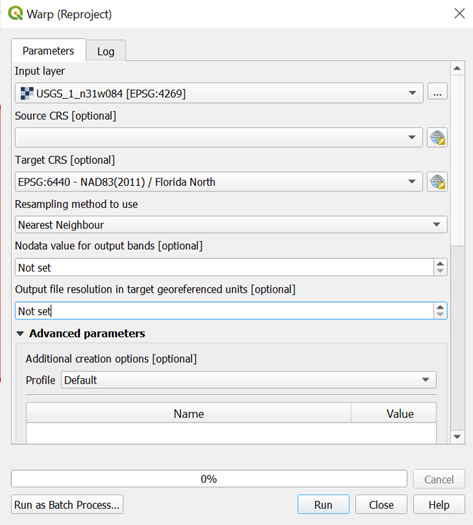 Warp (Reproject)
Parameters
Log
Input layer
USGS_1_n31w084 [EPSG:4269]
...
Source CRS [optional]
Target CRS [optional]
EPSG:6440 - NAD83(2011) / Florida North
Resampling method to use
Nearest Neighbour
Nodata value for output bands [optional]
Not set
Output file resolution in target georeferenced units [optional]
Not set
Advanced parameters
Additional creation options [optional]
Profile Default
Name Value
0% Cancel
Run as Batch Process... Run Close Help